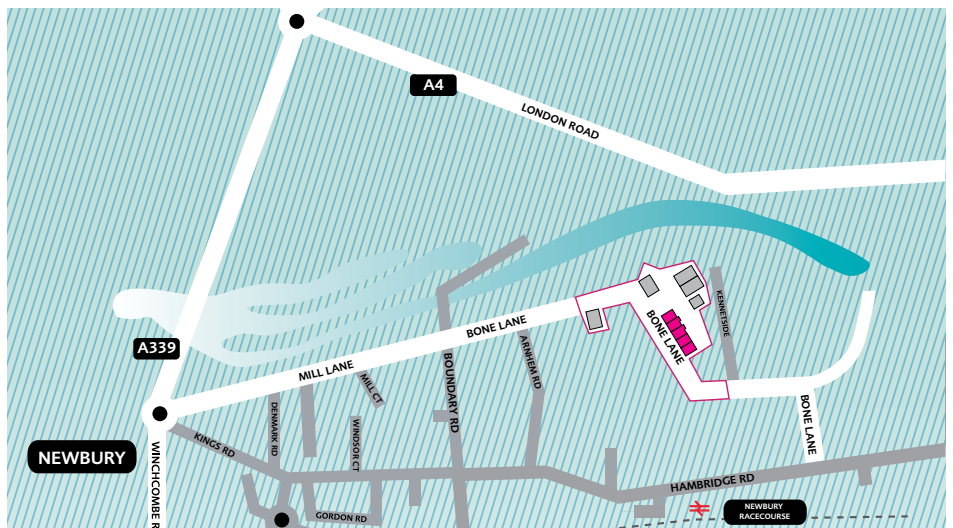 A4
LONDON ROAD
A339
BONE LANE
MILL LANE
KENNETSIDE
BONE LANE
ARNHEM RD
BOUNDARY RD
MILL CT
DENMARK RD
WINDSOR CT
KINGS RD
NEWBURY
WINCHCOMBE R
BONE LANE
HAMBRIDGE RD
GORDON RD
NEWBURY
RACECOURSE